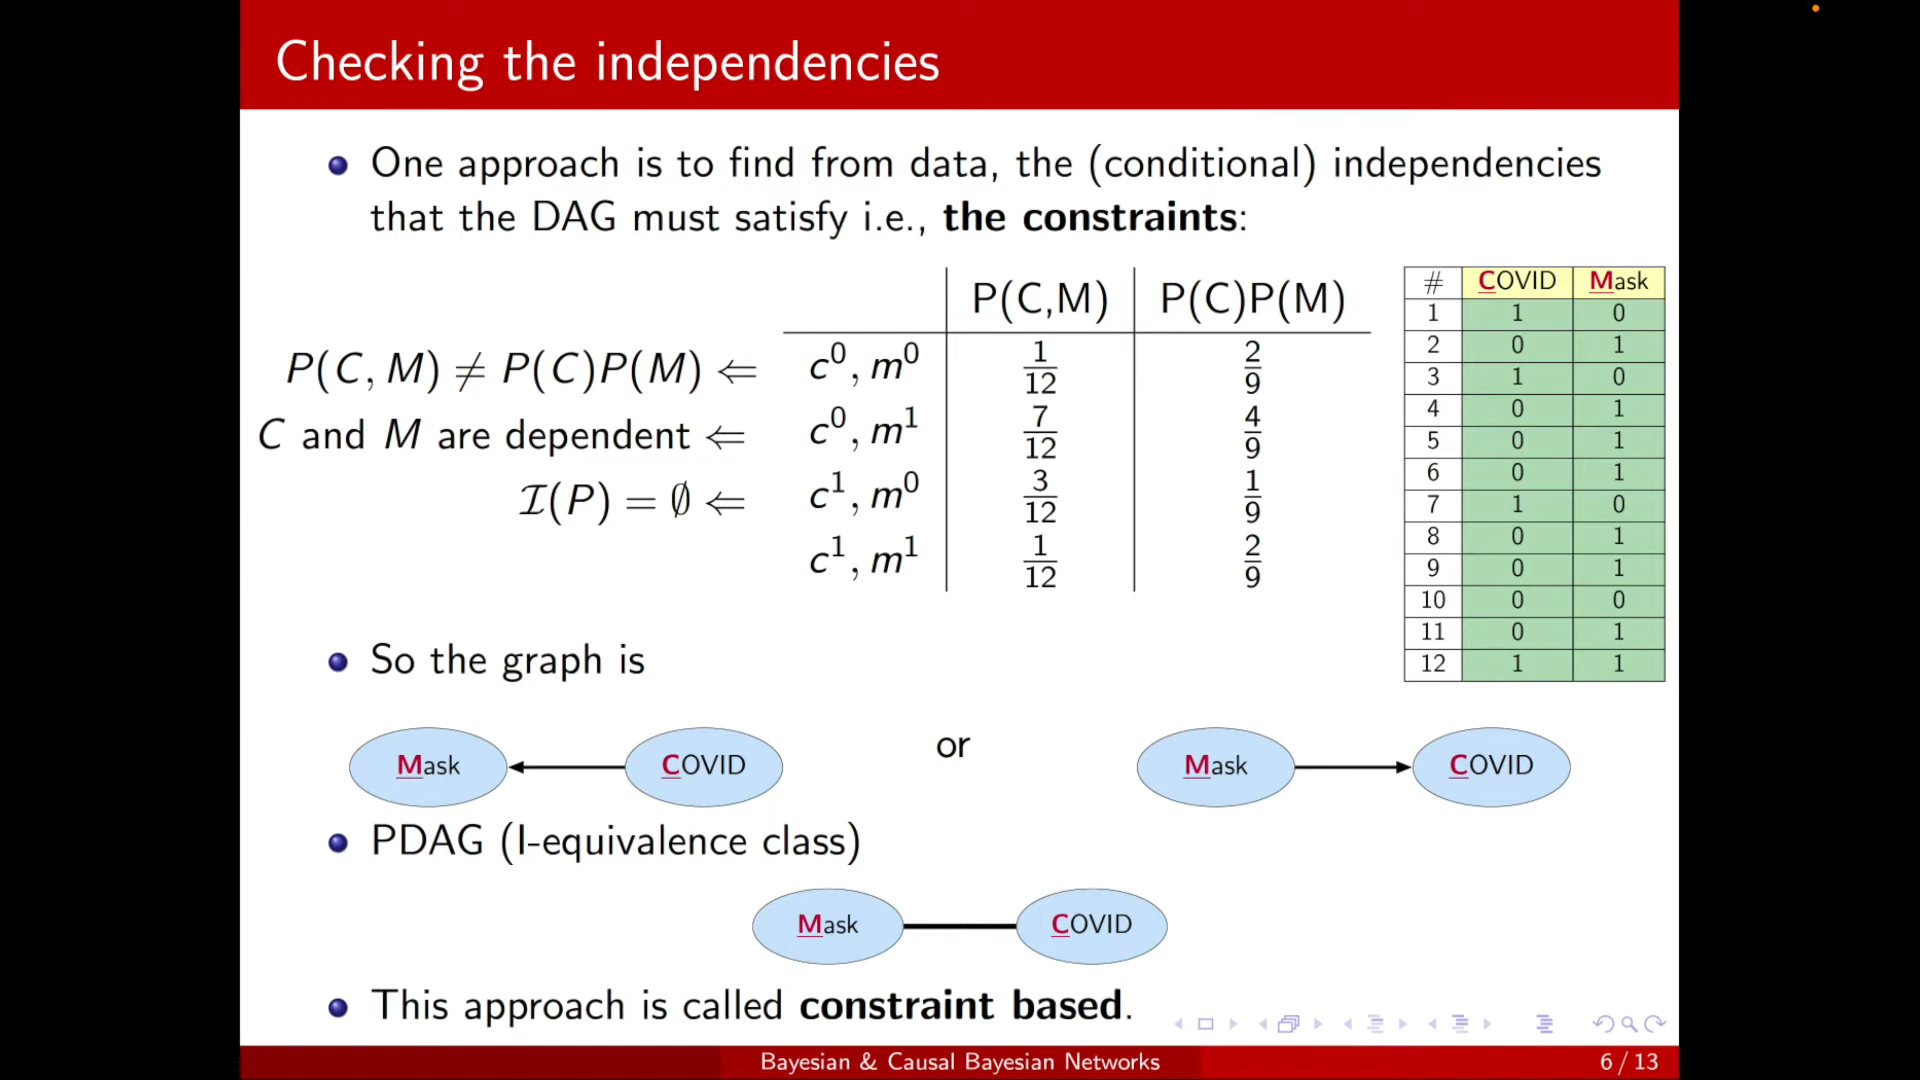 Checking the independencies
One approach is to find from data, the (conditional) independencies
that the DAG must satisfy i.e., the constraints:
P(C,M) P(C)P(M)
P(C, M) ≠ P(C)P(M) ⇐ c⁰, m⁰ 1/12 2/9
C and M are dependent ⇐ c⁰, m¹ 7/12 4/9
I(P) = ∅ ⇐ c¹, m⁰ 3/12 1/9
c¹, m¹ 1/12 2/9
# COVID Mask
1 1 0
2 0 1
3 1 0
4 0 1
5 0 1
6 0 1
7 1 0
8 0 1
9 0 1
10 0 0
11 0 1
12 1 1
So the graph is
Mask COVID or Mask COVID
PDAG (I-equivalence class)
Mask COVID
This approach is called constraint based.
Bayesian & Causal Bayesian Networks 6 / 13